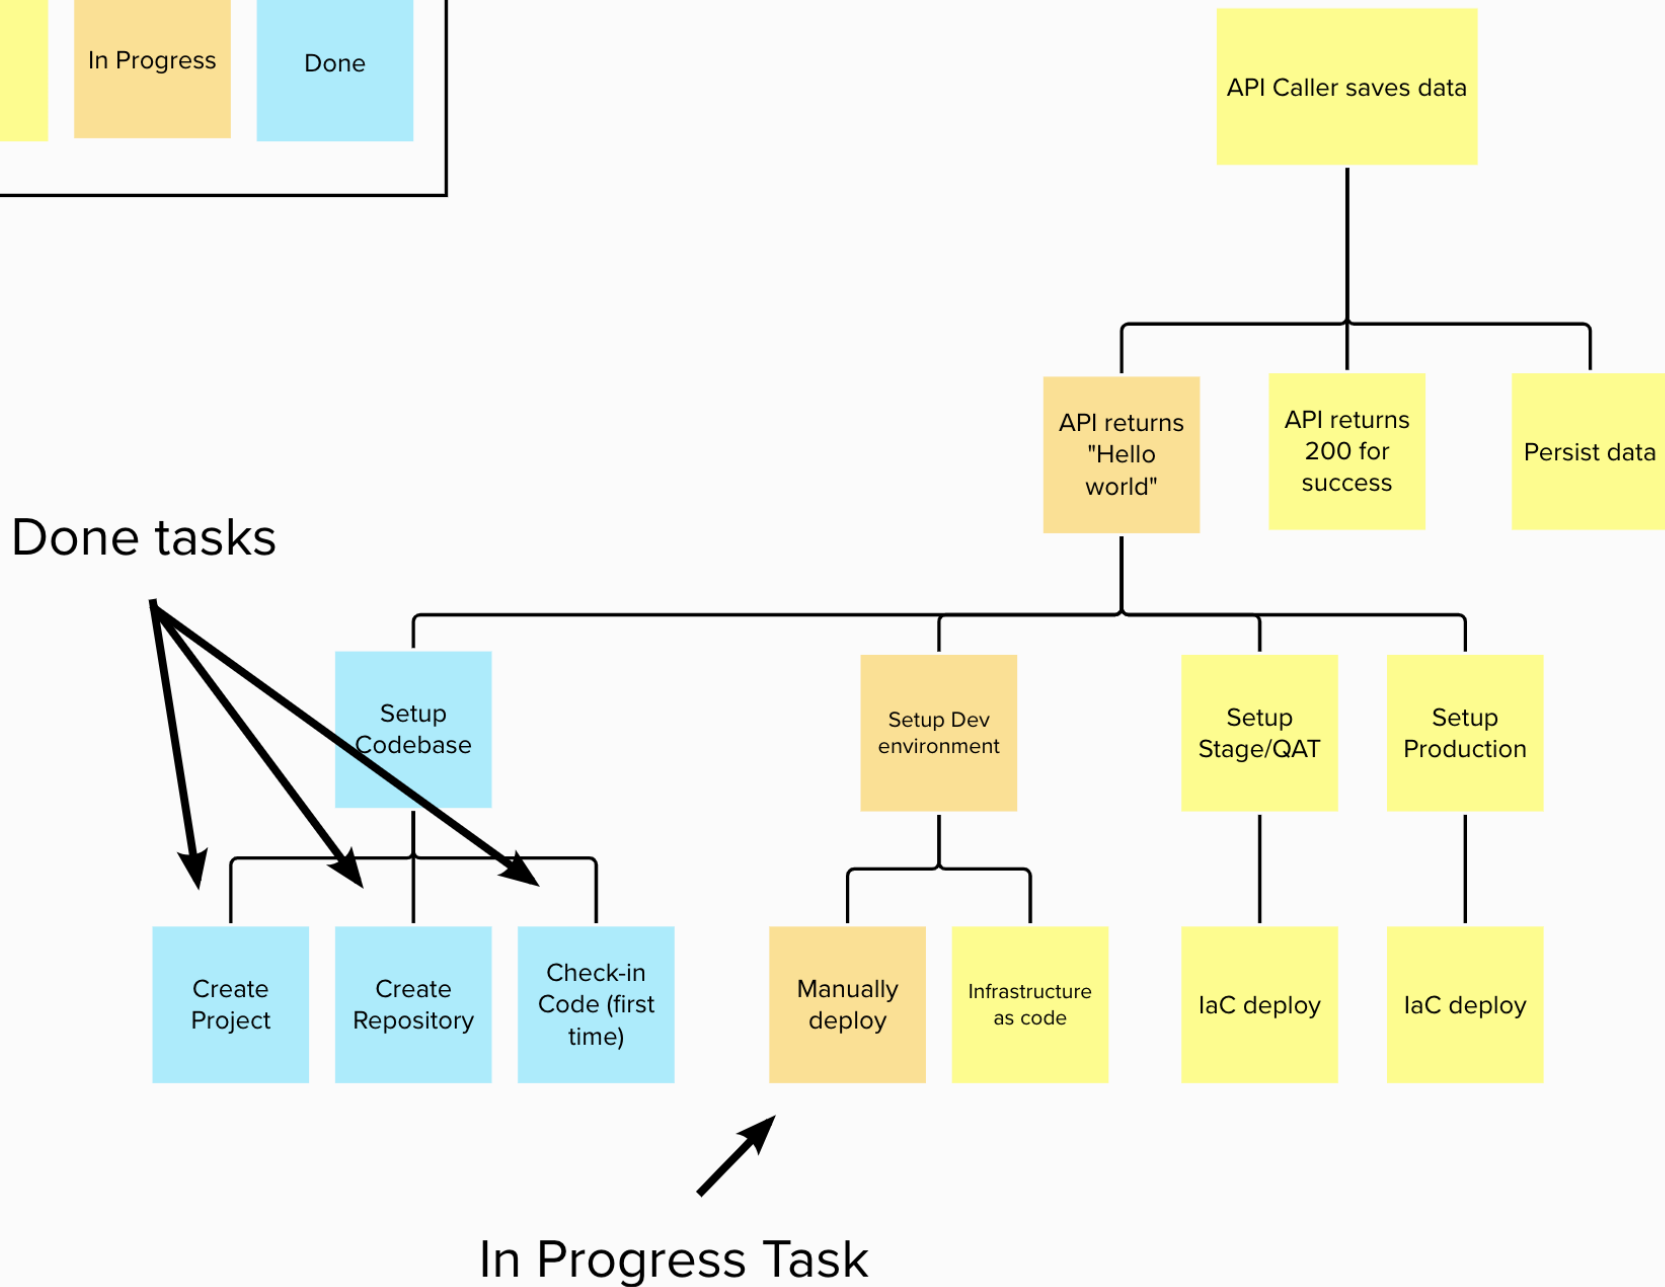 In Progress
Done
API Caller saves data
API returns
"Hello
world"
API returns
200 for
success
Persist data
Done tasks
Setup
Codebase
Setup Dev
environment
Setup
Stage/QAT
Setup
Production
Create
Project
Create
Repository
Check-in
Code (first
time)
Manually
deploy
Infrastructure
as code
IaC deploy
IaC deploy
In Progress Task